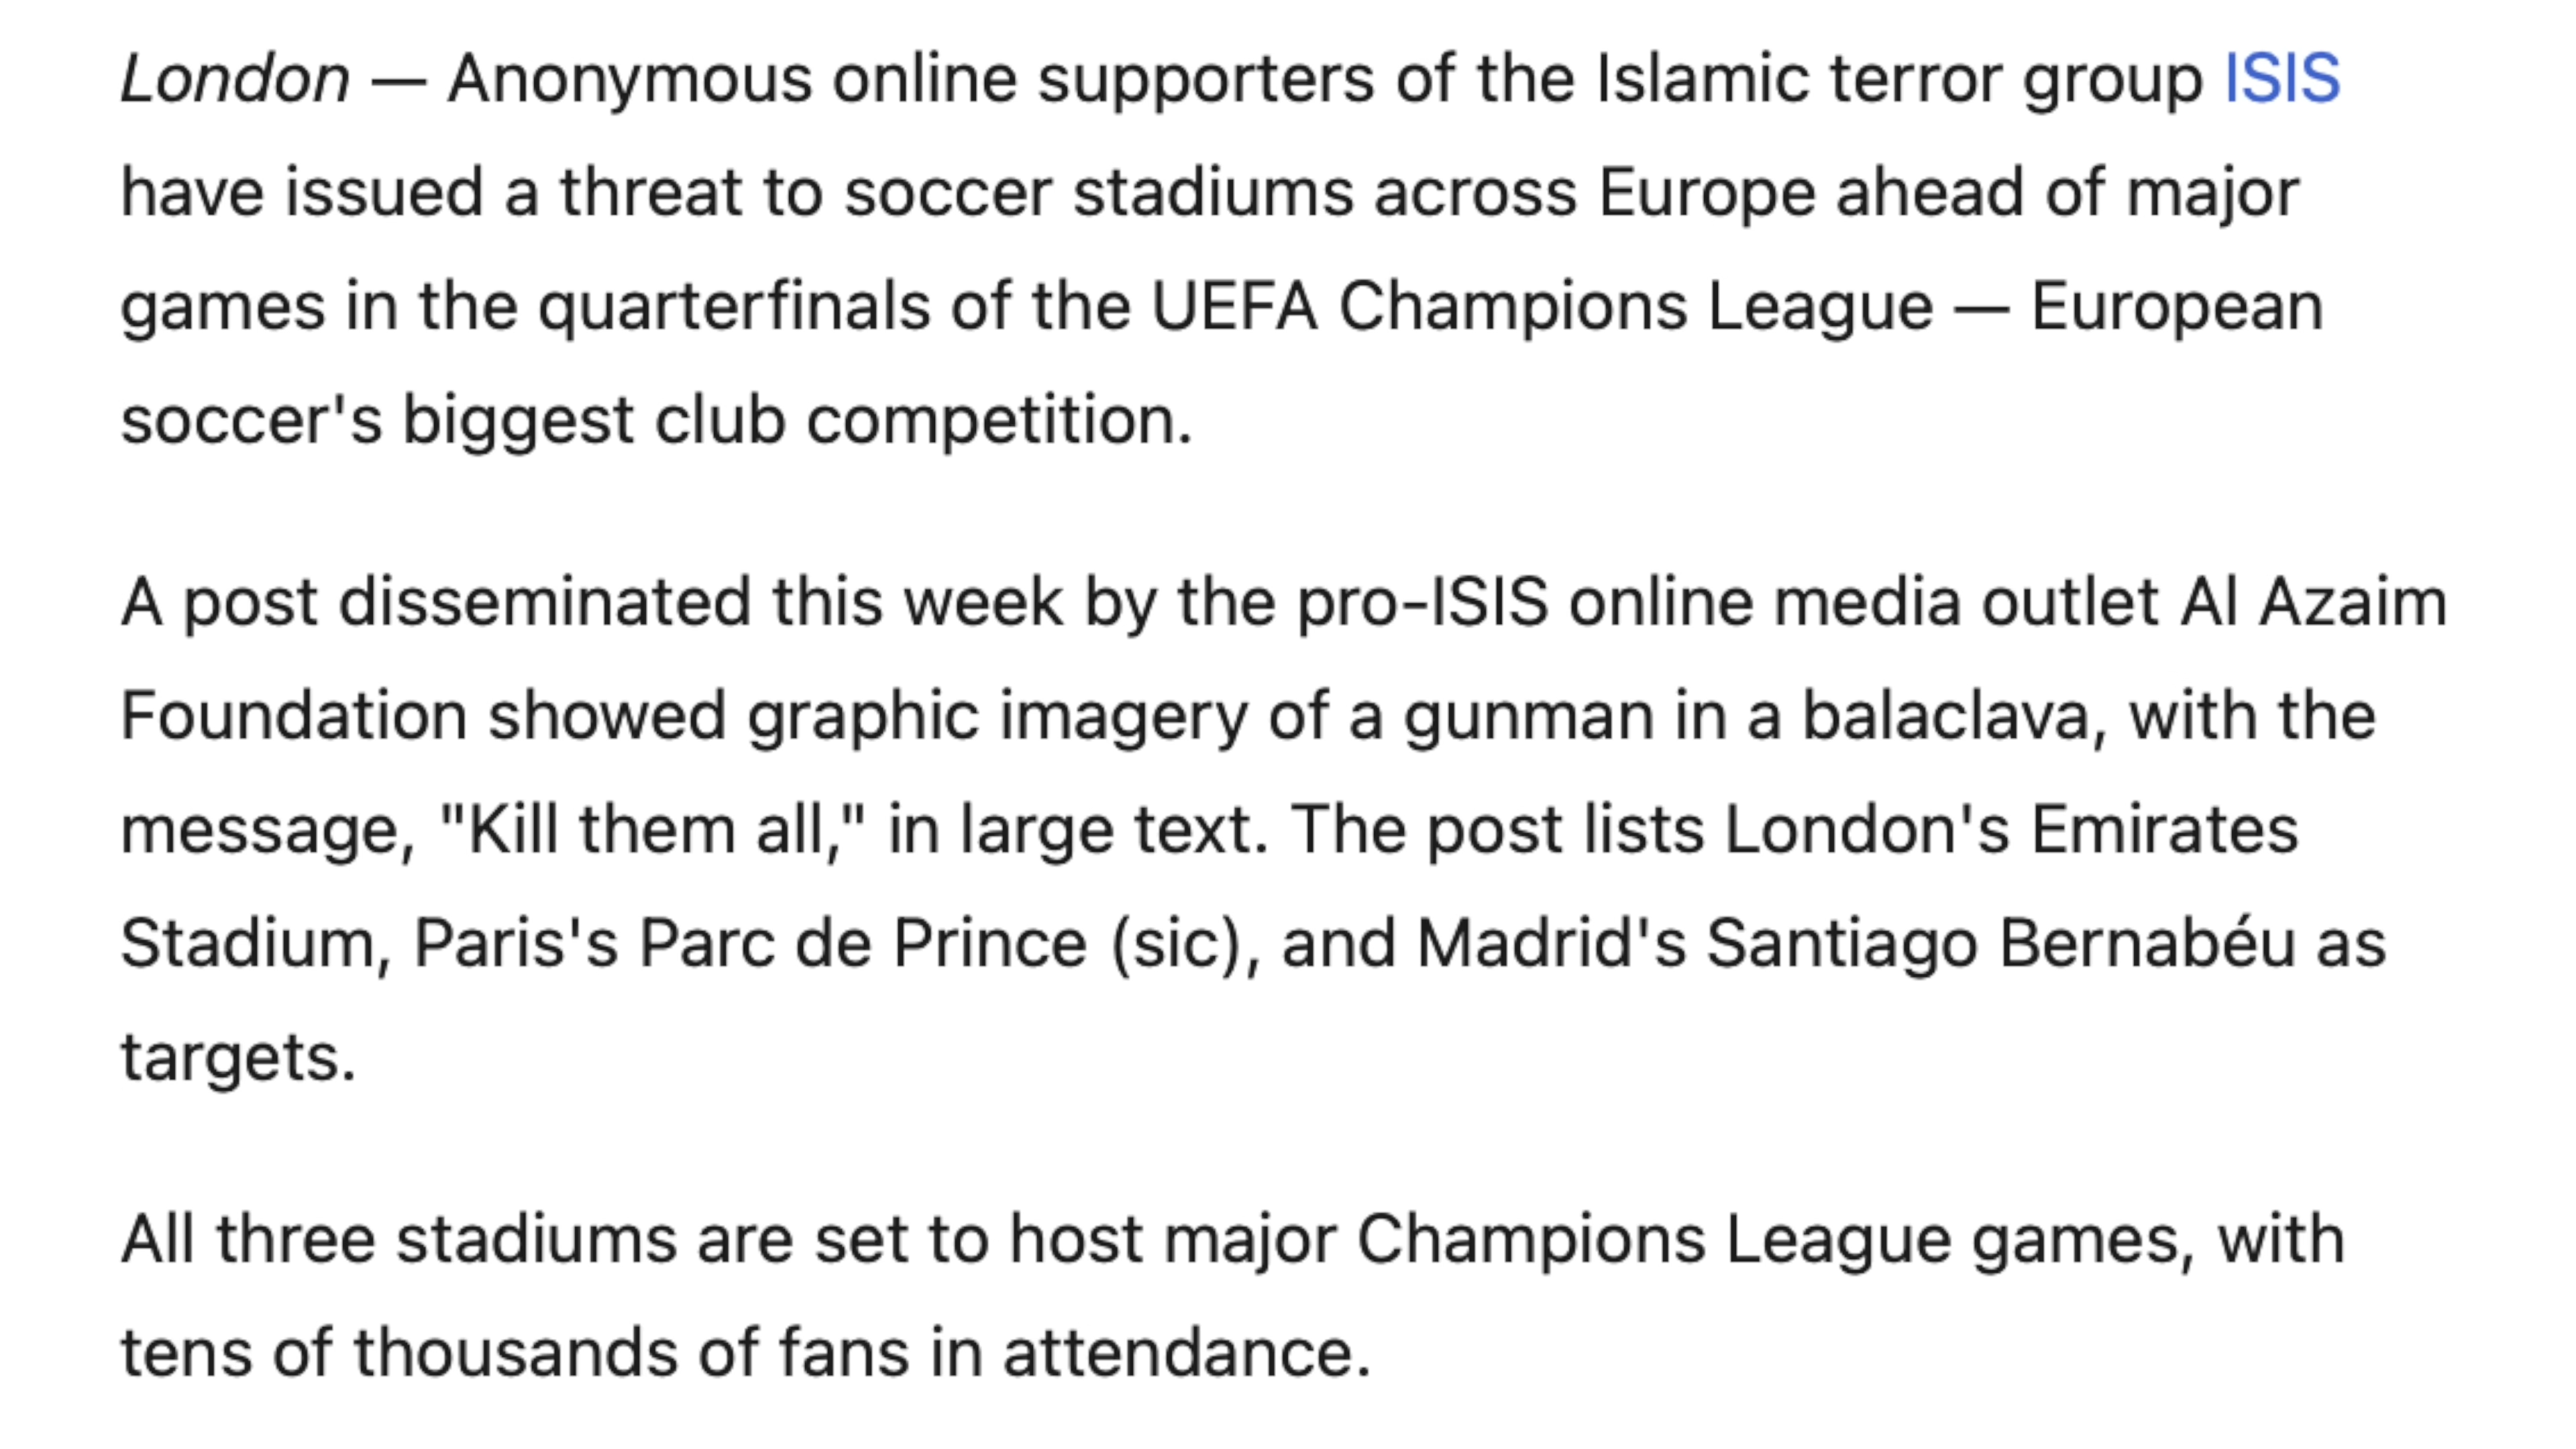 London — Anonymous online supporters of the Islamic terror group ISIS
have issued a threat to soccer stadiums across Europe ahead of major
games in the quarterfinals of the UEFA Champions League — European
soccer's biggest club competition.
A post disseminated this week by the pro-ISIS online media outlet Al Azaim
Foundation showed graphic imagery of a gunman in a balaclava, with the
message, "Kill them all," in large text. The post lists London's Emirates
Stadium, Paris's Parc de Prince (sic), and Madrid's Santiago Bernabéu as
targets.
All three stadiums are set to host major Champions League games, with
tens of thousands of fans in attendance.